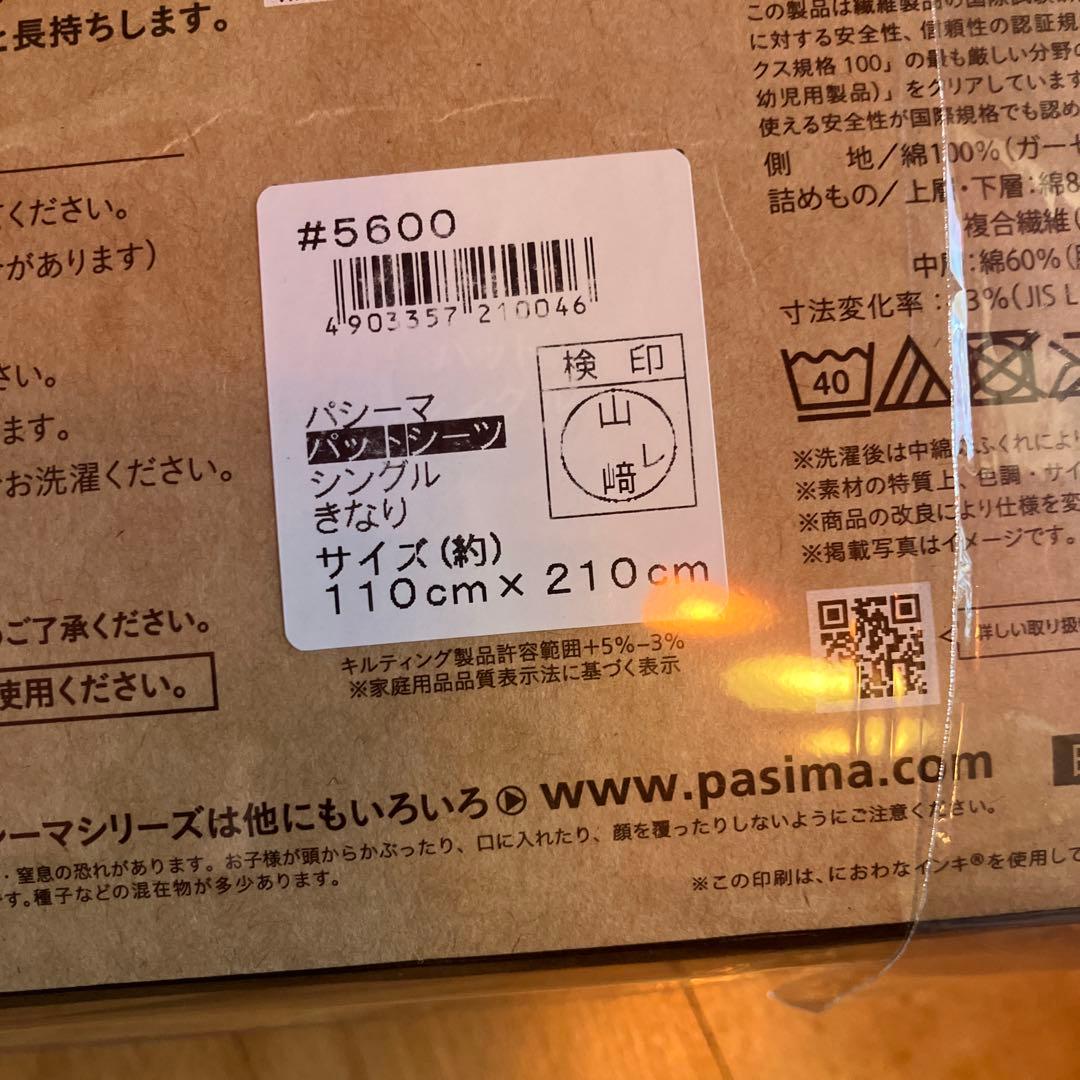 と長持ちします。
てください。
があります）
さい。
ます。
お洗濯ください。
ご了承ください。
使用ください。
#5600
4903357210046
検印
山
レ
﨑
パシーマ
パットシーツ
シングル
きなり
サイズ（約）
110cm×210cm
キルティング製品許容範囲+5%-3%
※家庭用品品質表示法に基づく表示
この製品は繊維製品の国際
に対する安全性、信頼性の認証規
クス規格100」の最も厳しい分野の
幼児用製品）」をクリアしています
使える安全性が国際規格でも認め
側 地／綿100%（ガーゼ
詰めもの／上層・下層：綿8
複合繊維（
中層：綿60%（
寸法変化率： 3%（JIS L
40
※洗濯後は中綿のふくれにより
※素材の特質上、色調・サイ
※商品の改良により仕様を変
※掲載写真はイメージです。
詳しい取り扱
ーマシリーズは他にもいろいろ www.pasima.com
・窒息の恐れがあります。お子様が頭からかぶったり、口に入れたり、顔を覆ったりしないようにご注意ください。
す。種子などの混在物が多少あります。
※この印刷は、においわなインキ®を使用して